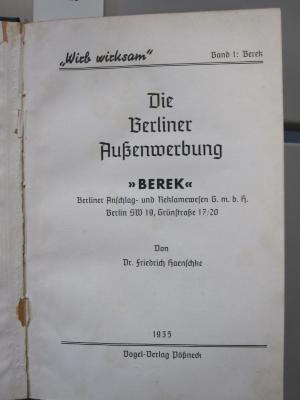 „Wirb wirksam“ Band 1: Berek
Die
Berliner
Außenwerbung
»BEREK«
Berliner Anschlag- und Reklamewesen G. m. b. H.
Berlin SW 19, Grünstraße 17/20
Von
Dr. Friedrich Haenschke
1935
Vogel-Verlag Pößneck